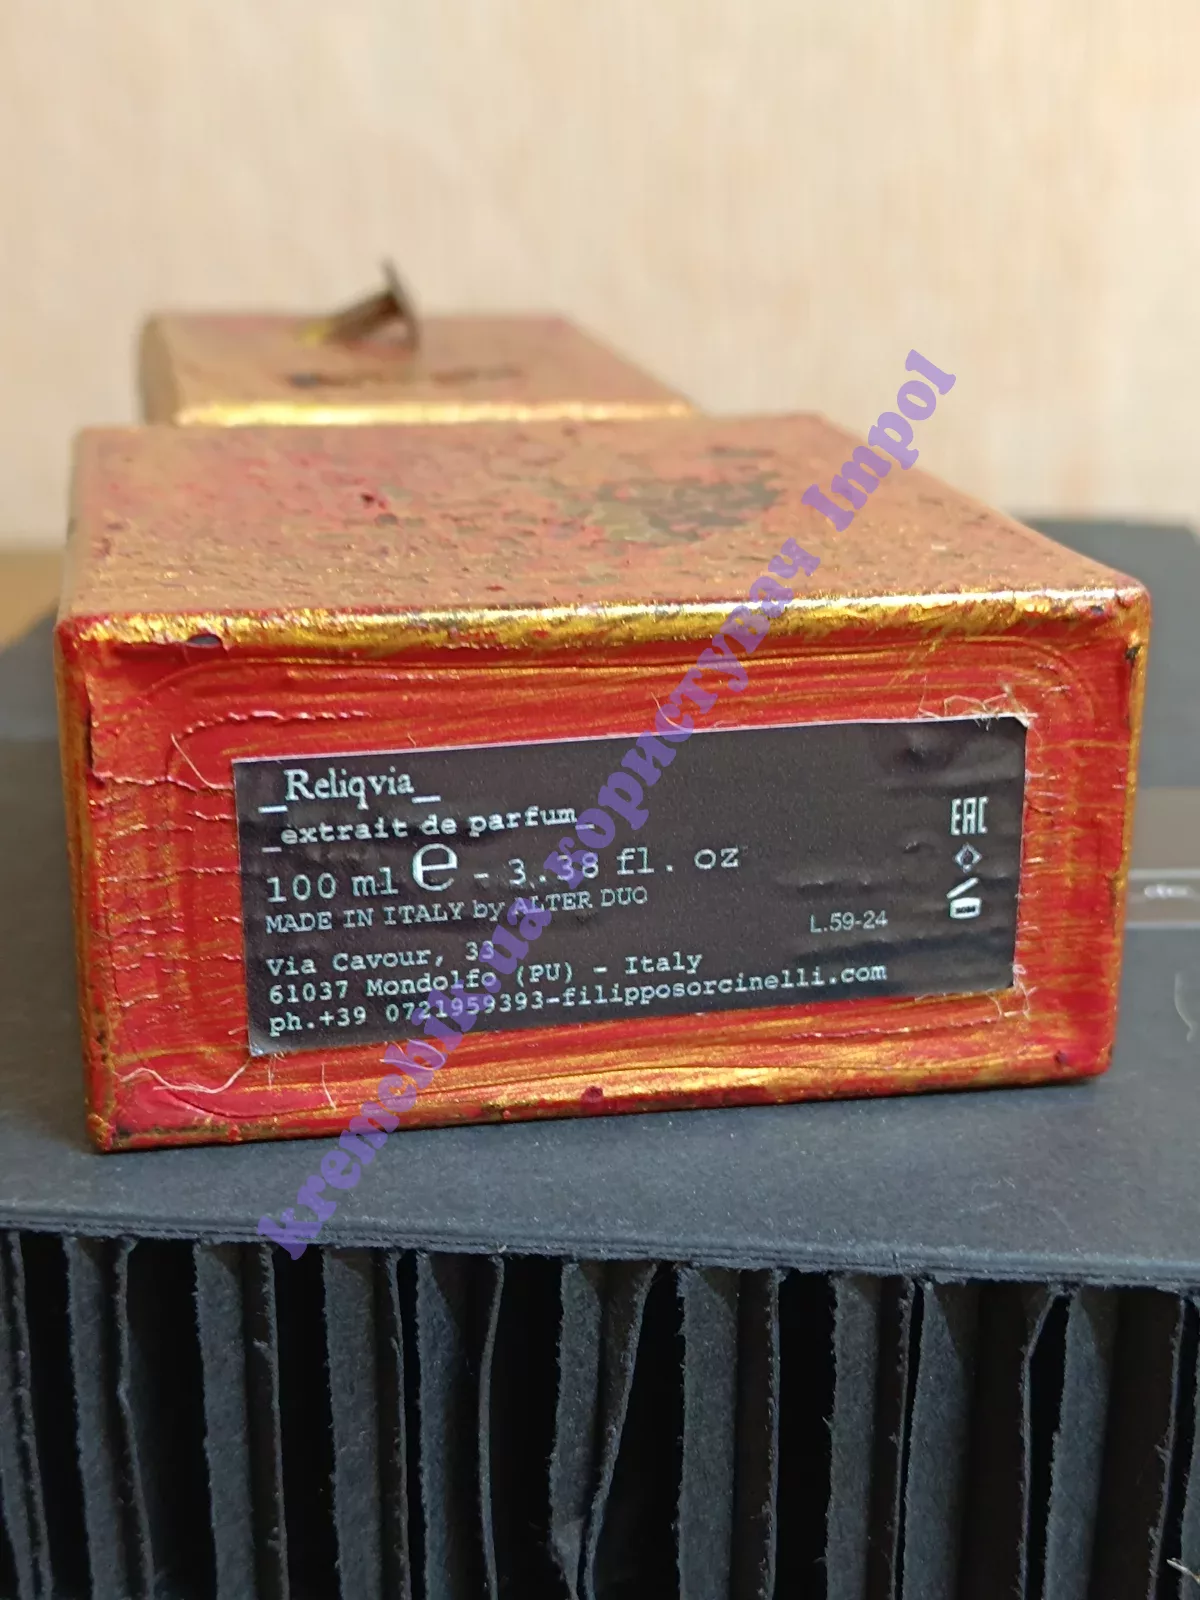 _Reliqvia_
_extrait de parfum_
100 ml e - 3.38 fl. oz
MADE IN ITALY by ALTER DUO
L.59-24
Via Cavour, 33
61037 Mondolfo (PU) - Italy
ph.+39 0721959393-filipposorcinelli.com
EAC
kremebih.ua користувач Impol